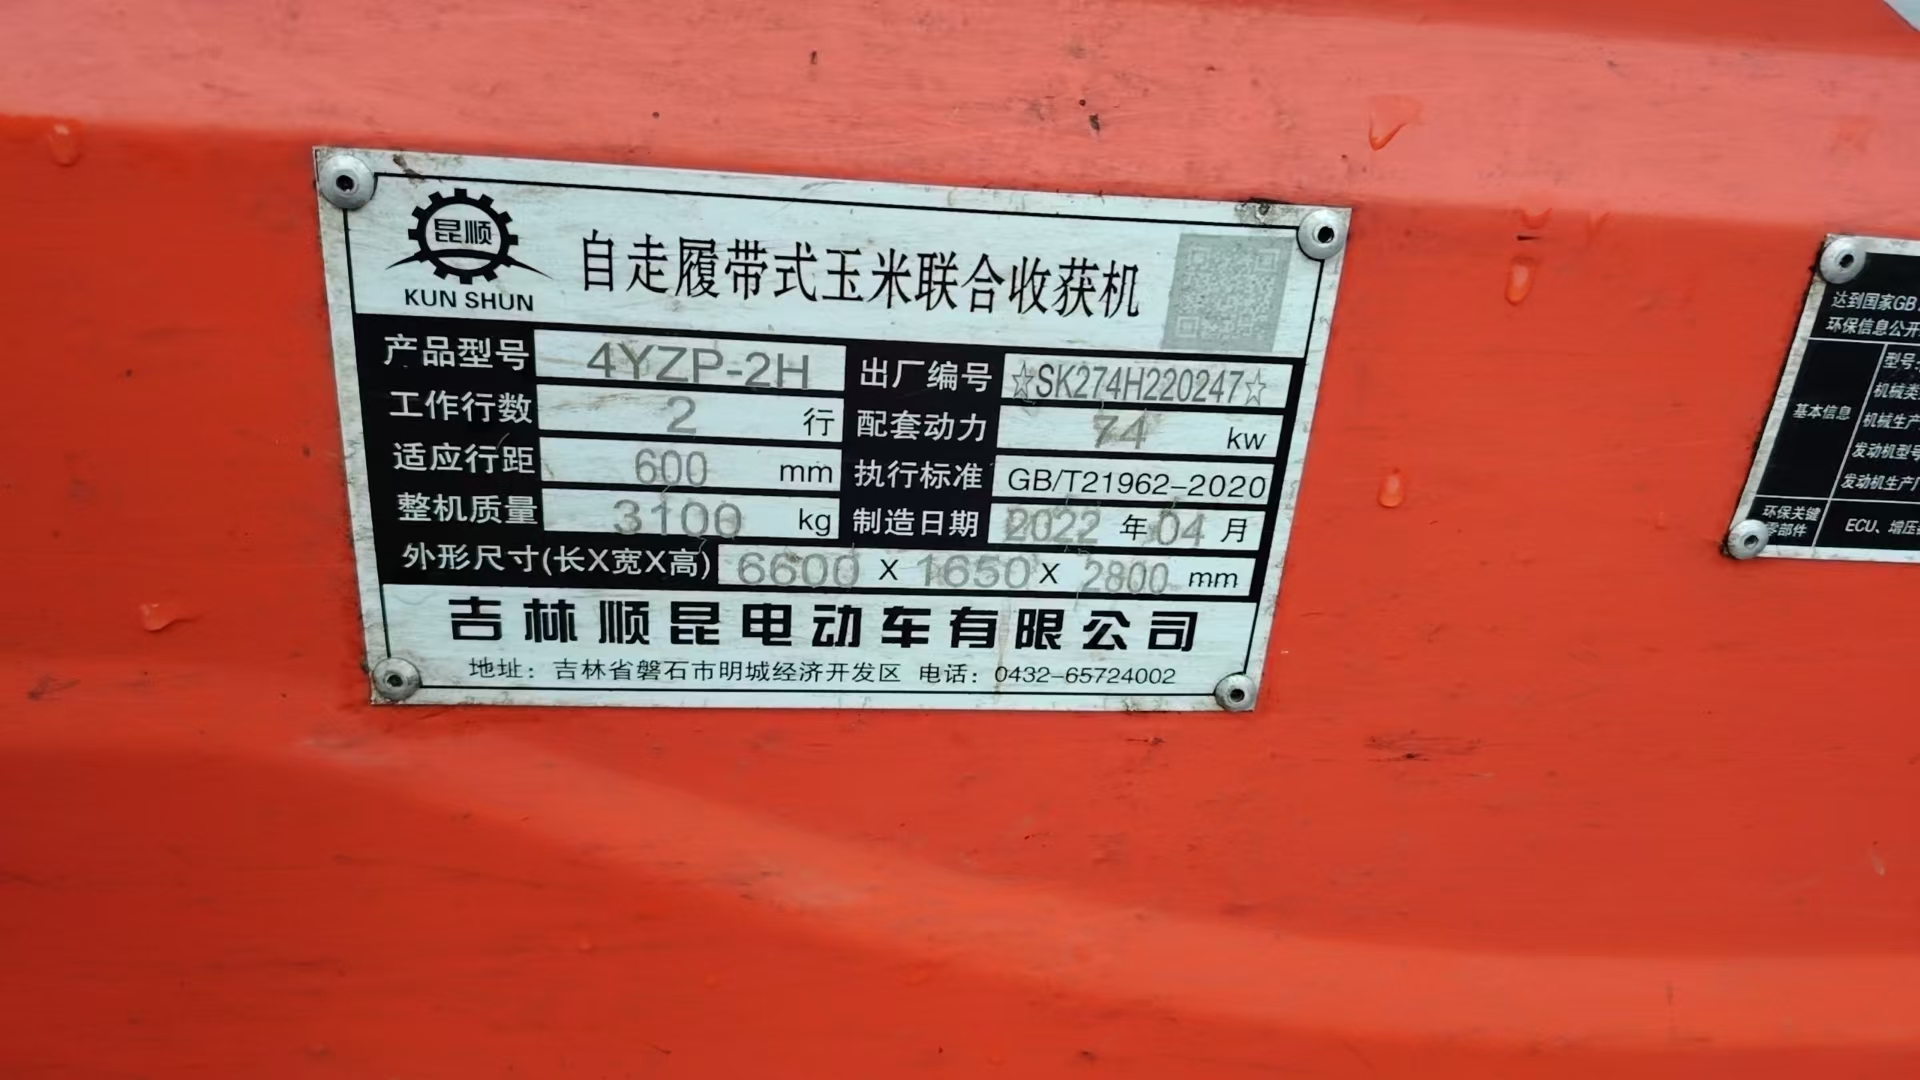 昆顺
KUN SHUN
自走履带式玉米联合收获机
产品型号 4YZP-2H 出厂编号 ☆SK274H220247☆
工作行数 2 行 配套动力 74 kw
适应行距 600 mm 执行标准 GB/T21962-2020
整机质量 3100 kg 制造日期 2022 年 04 月
外形尺寸(长X宽X高) 6600 X 1650 X 2800 mm
吉林顺昆电动车有限公司
地址：吉林省磐石市明城经济开发区 电话：0432-65724002
达到国家GB
环保信息公开
基本信息
型号:
机械类
机械生产
发动机型号
发动机生产厂
环保关键
零部件
ECU、增压